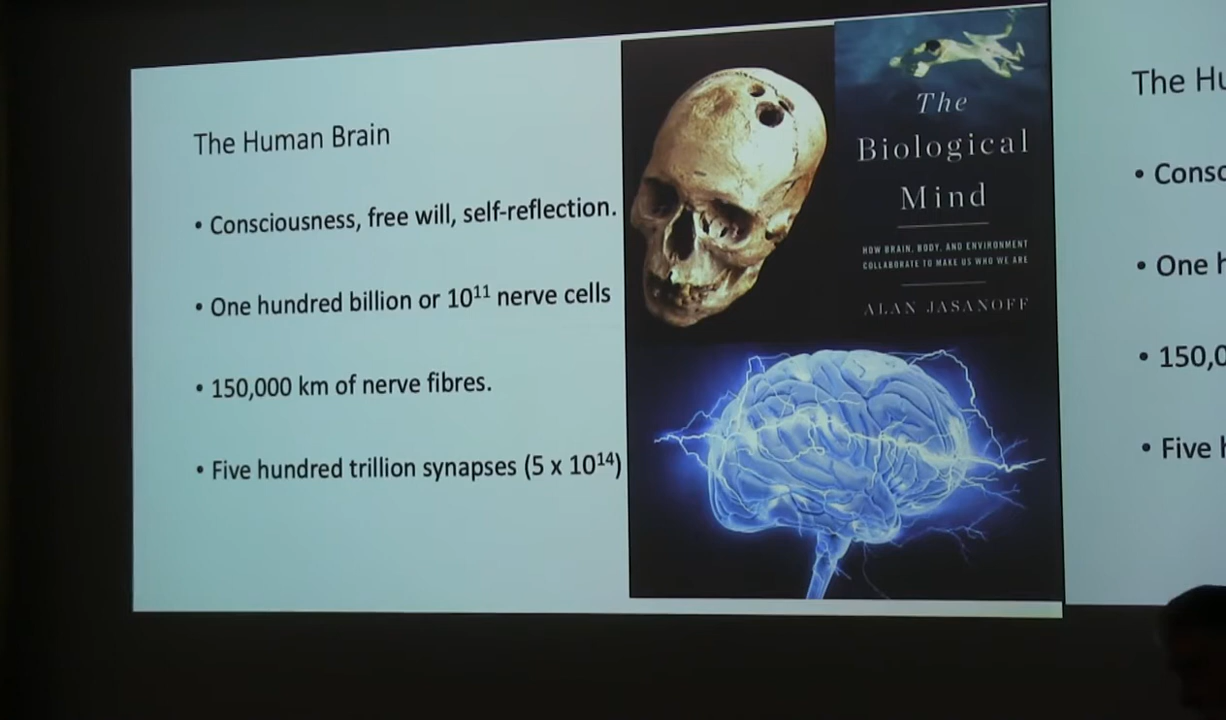 The Human Brain
• Consciousness, free will, self-reflection.
• One hundred billion or 10¹¹ nerve cells
• 150,000 km of nerve fibres.
• Five hundred trillion synapses (5 x 10¹⁴)
The
Biological
Mind
HOW BRAIN, BODY, AND ENVIRONMENT
COLLABORATE TO MAKE US WHO WE ARE
ALAN JASANOFF
The Hu
• Consc
• One h
• 150,0
• Five h